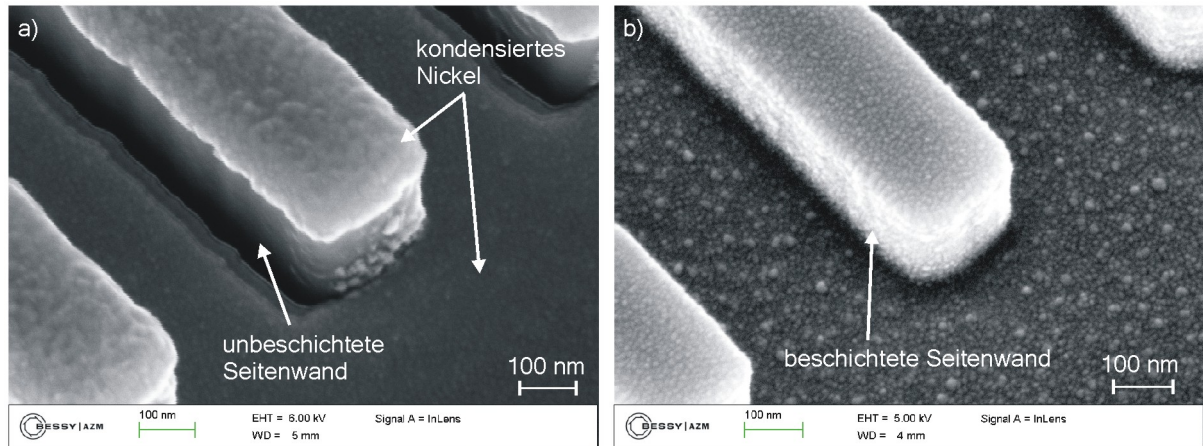 a)
kondensiertes
Nickel
unbeschichtete
Seitenwand
100 nm
BESSY | AZM
100 nm
EHT = 6.00 kV
Signal A = InLens
WD = 5 mm
b)
beschichtete Seitenwand
100 nm
BESSY | AZM
100 nm
EHT = 5.00 kV
Signal A = InLens
WD = 4 mm